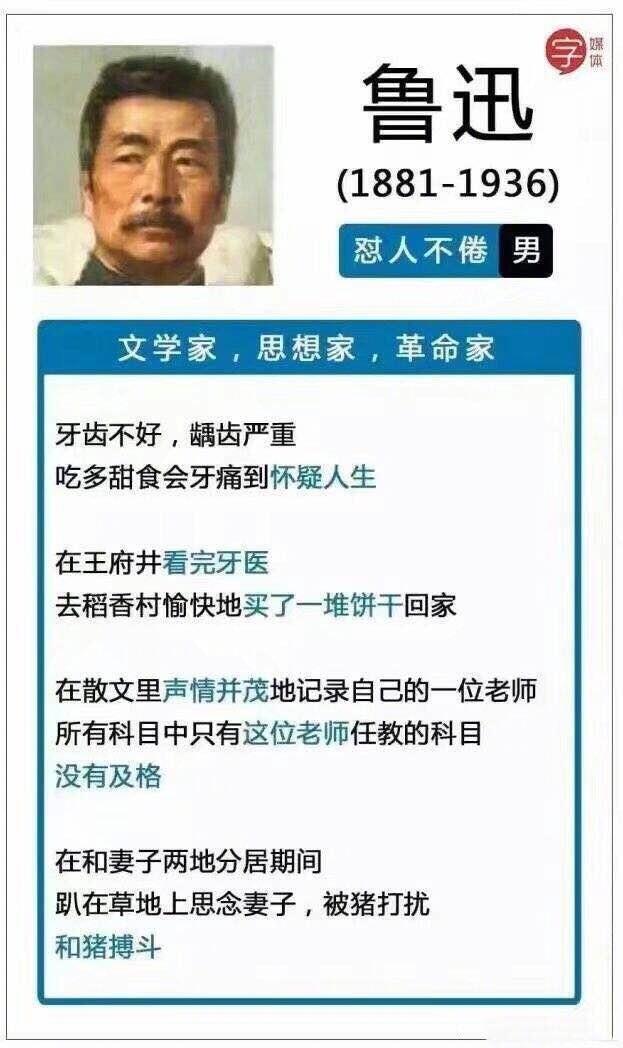 字媒体
鲁迅
(1881-1936)
怼人不倦 男
文学家，思想家，革命家
牙齿不好，龋齿严重
吃多甜食会牙痛到怀疑人生
在王府井看完牙医
去稻香村愉快地买了一堆饼干回家
在散文里声情并茂地记录自己的一位老师
所有科目中只有这位老师任教的科目
没有及格
在和妻子两地分居期间
趴在草地上思念妻子，被猪打扰
和猪搏斗